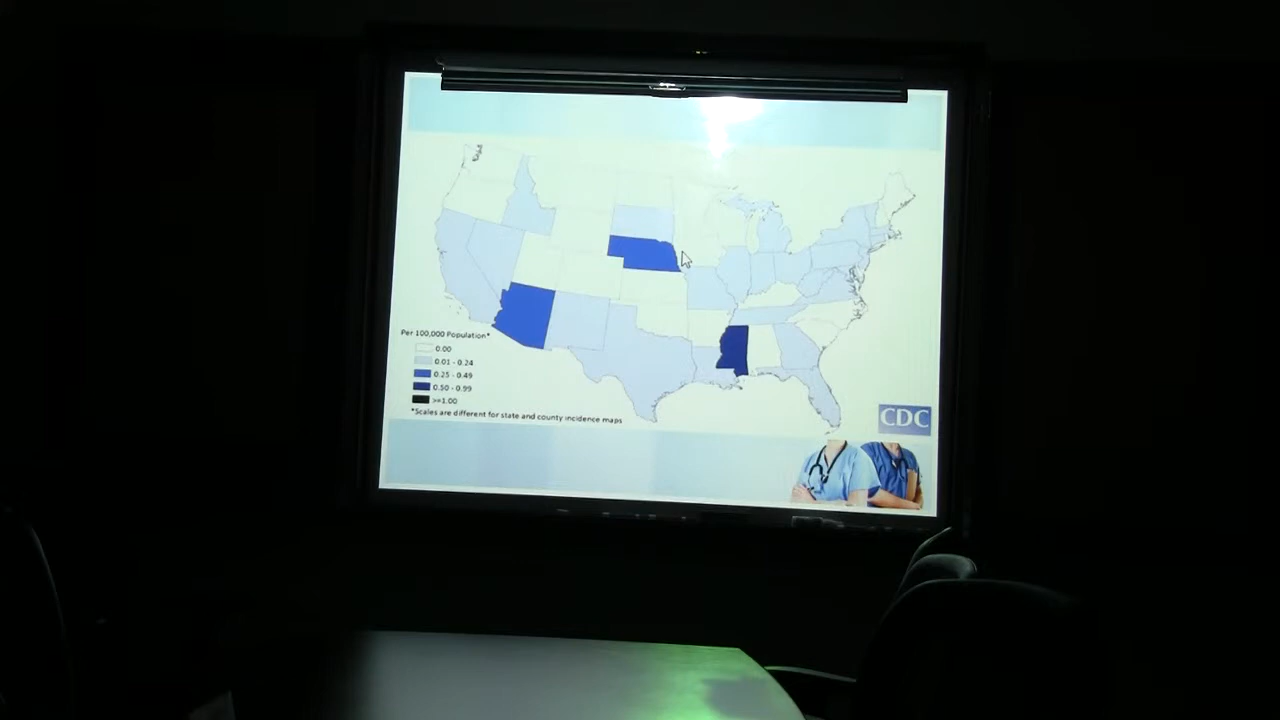 Per 100,000 Population*
0.00
0.01 - 0.24
0.25 - 0.49
0.50 - 0.99
>=1.00
*Scales are different for state and county incidence maps
CDC